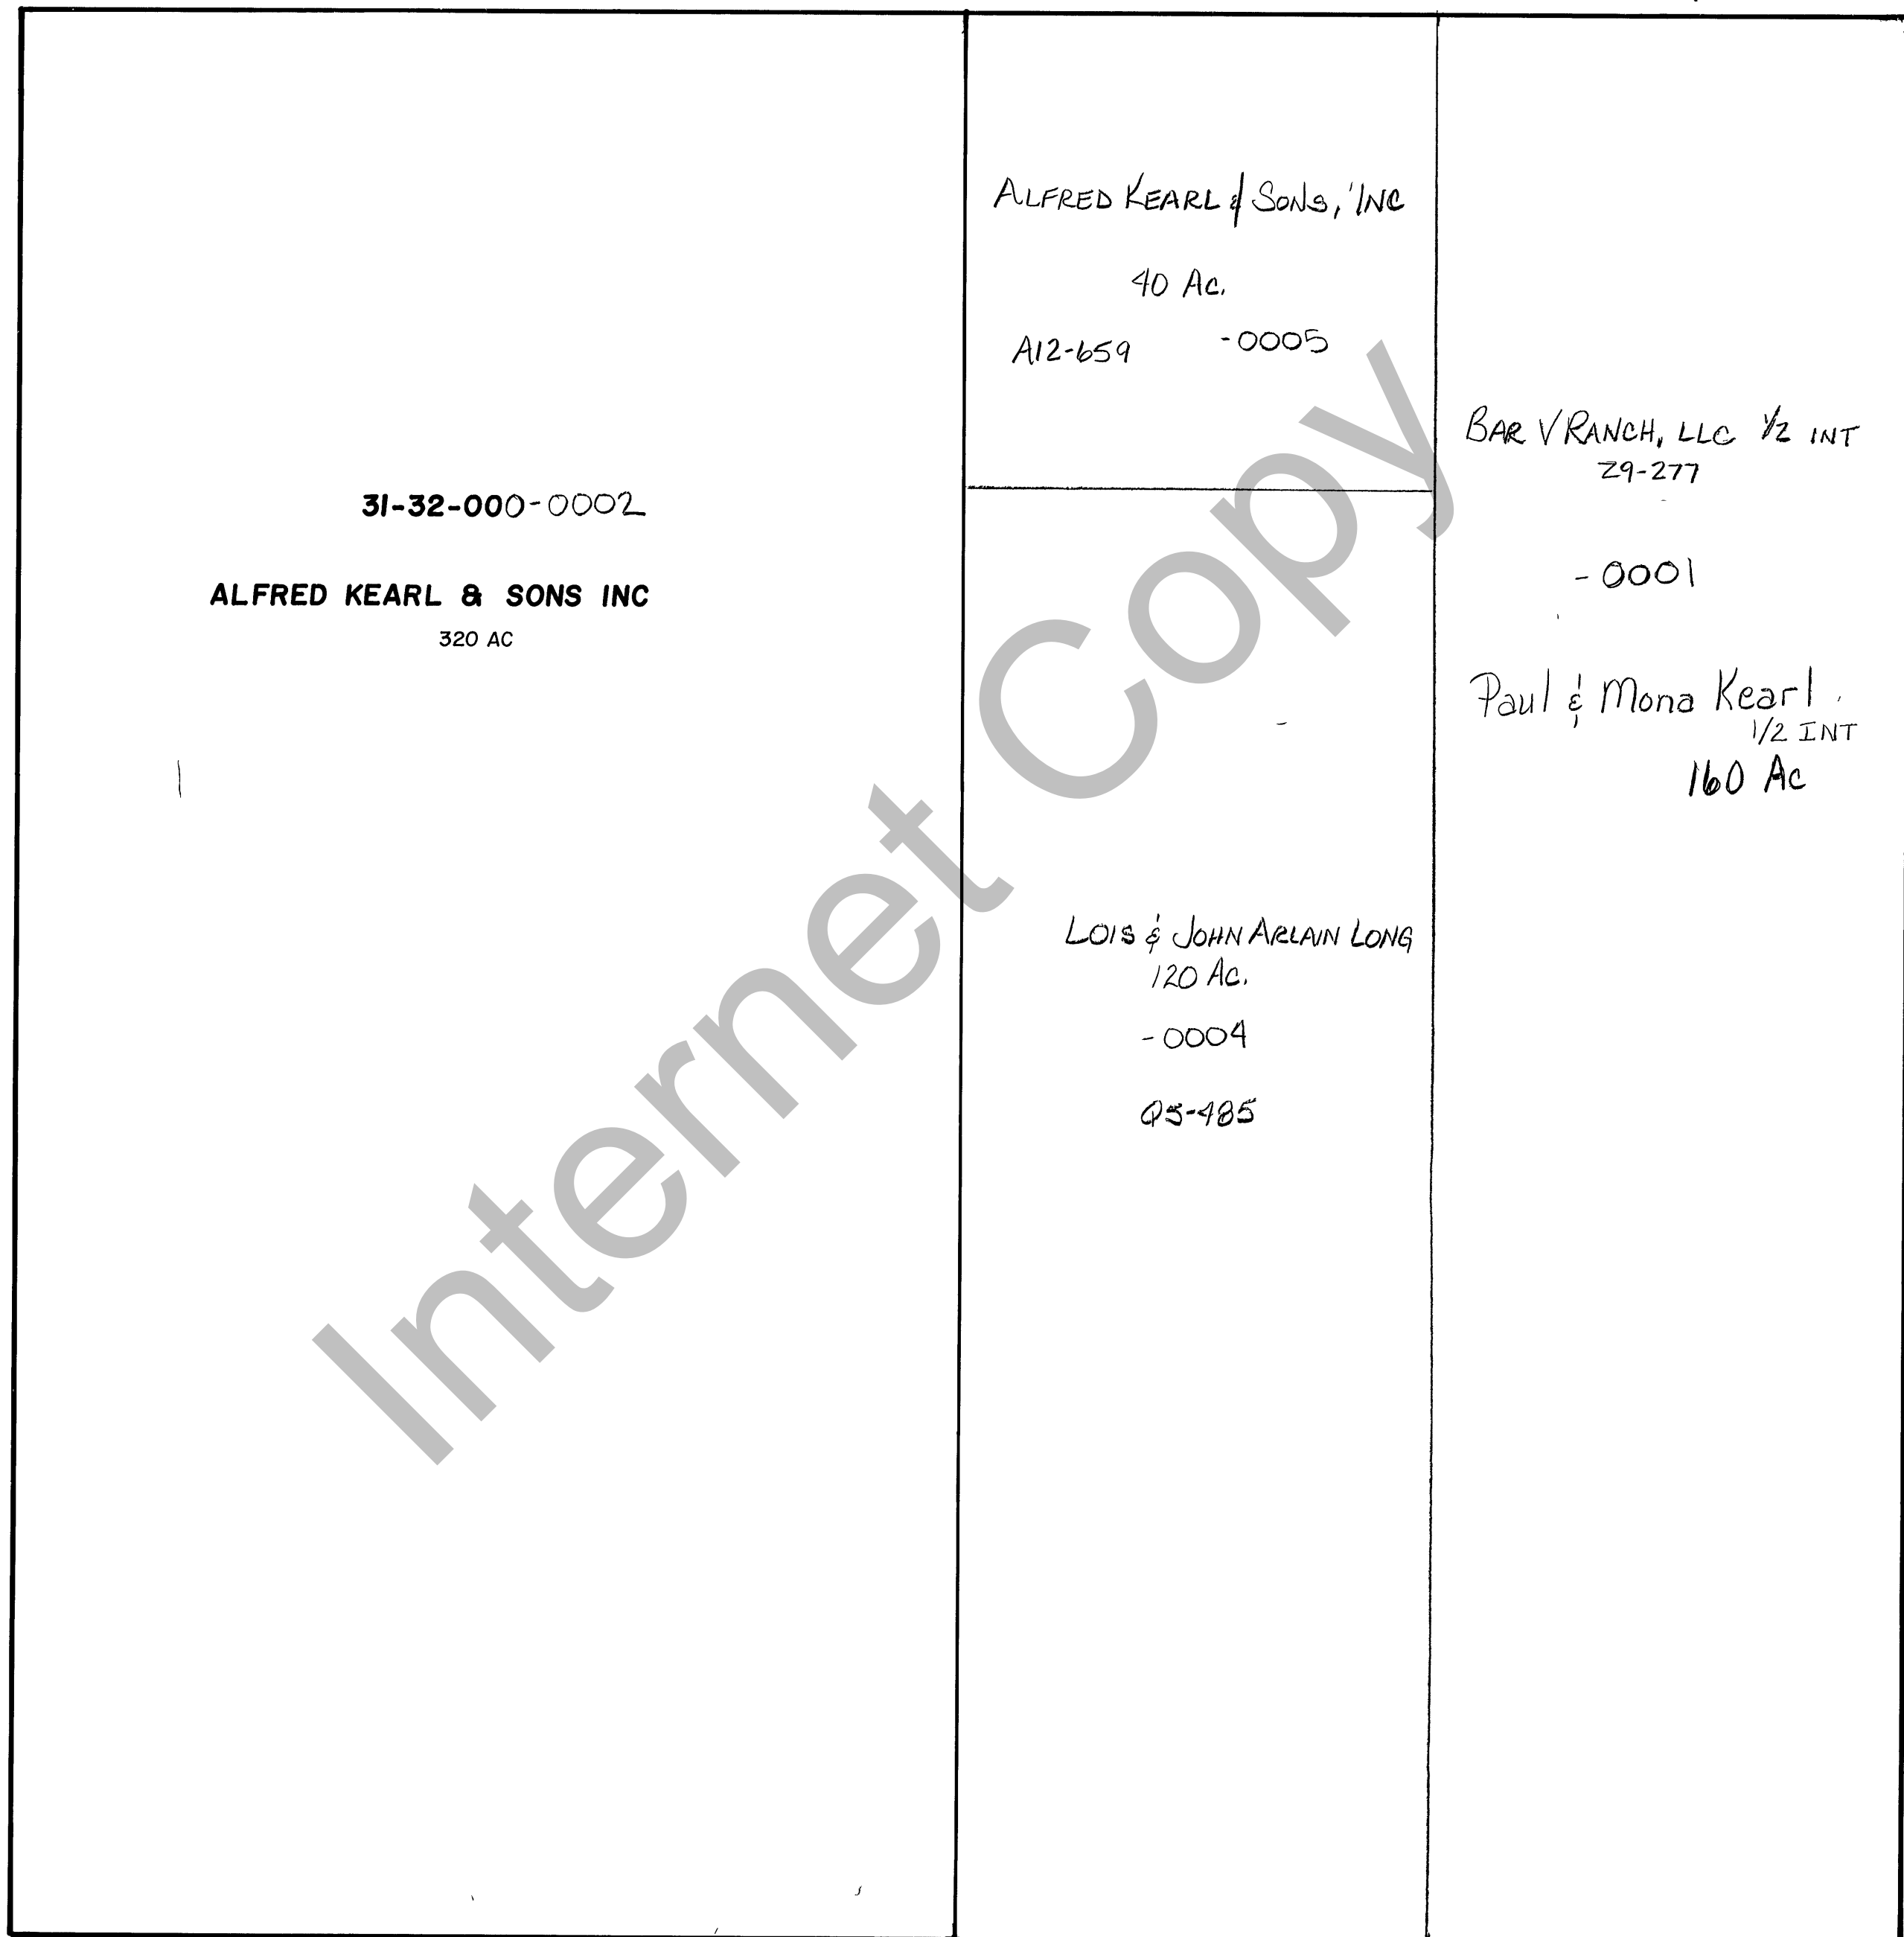 31-32-000-0002
ALFRED KEARL & SONS INC
320 AC
ALFRED KEARL & SONS, INC
40 AC.
A12-659 -0005
LOIS & JOHN ARLAIN LONG
120 AC.
-0004
Q5-485
BAR V RANCH, LLC 1/2 INT
Z9-277
-0001
Paul & Mona Kearl
1/2 INT
160 Ac
Internet Copy